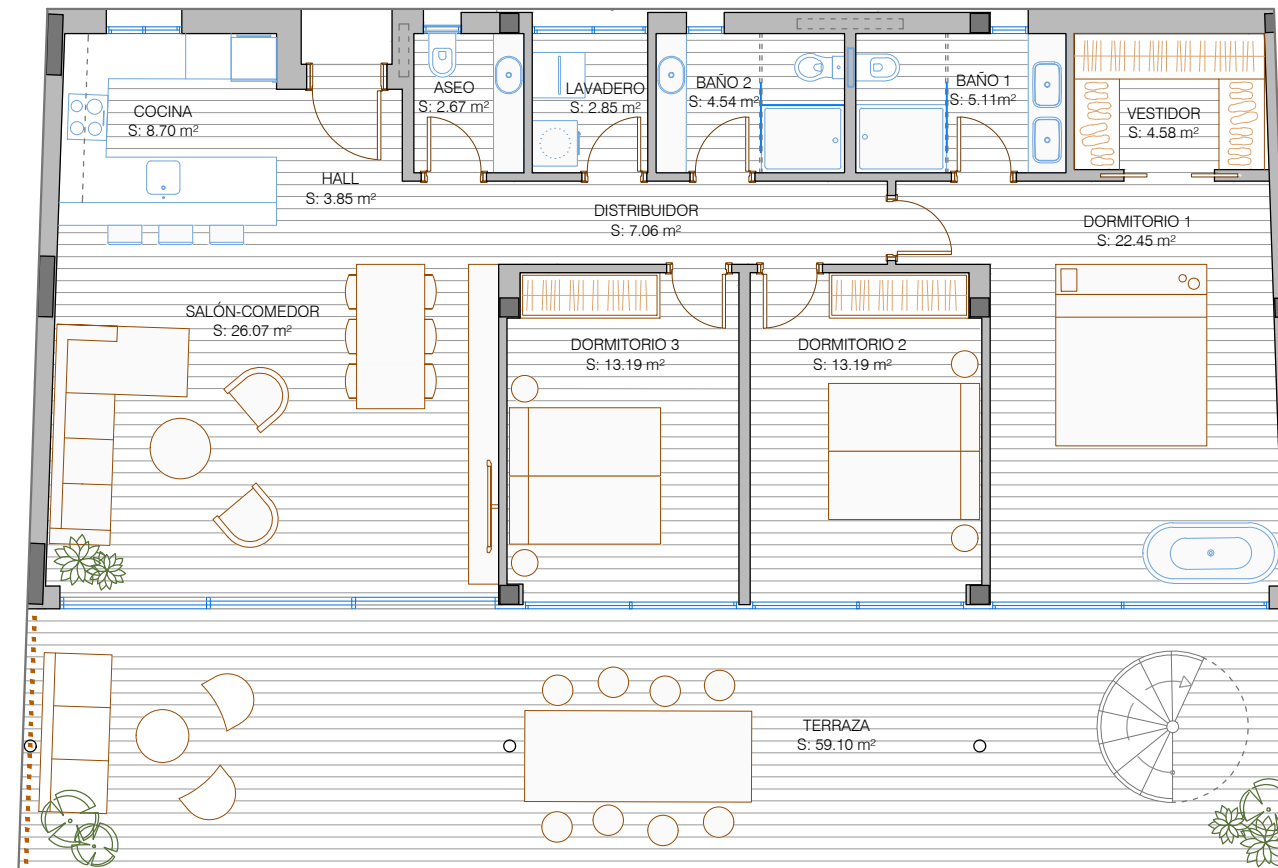 COCINA
S: 8.70 m²
ASEO
S: 2.67 m²
LAVADERO
S: 2.85 m²
BAÑO 2
S: 4.54 m²
BAÑO 1
S: 5.11m²
VESTIDOR
S: 4.58 m²
HALL
S: 3.85 m²
DISTRIBUIDOR
S: 7.06 m²
DORMITORIO 1
S: 22.45 m²
SALÓN-COMEDOR
S: 26.07 m²
DORMITORIO 3
S: 13.19 m²
DORMITORIO 2
S: 13.19 m²
TERRAZA
S: 59.10 m²